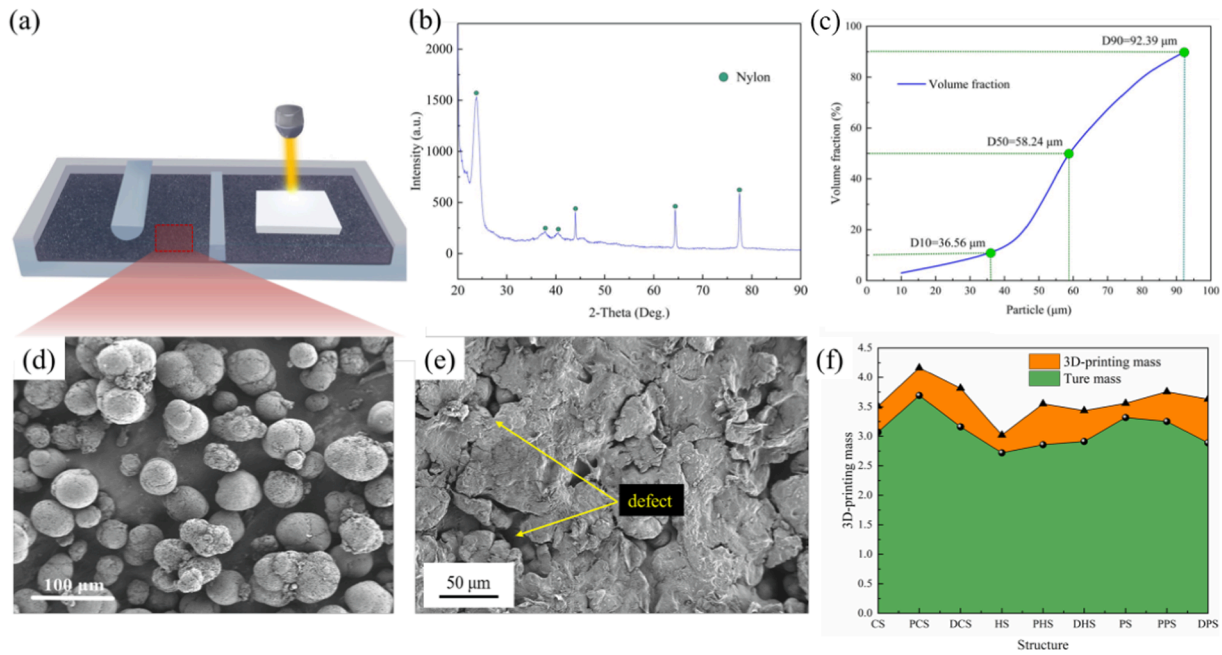 (a)
(b)
2000
1500
1000
500
0
Intensity (a.u.)
Nylon
20 30 40 50 60 70 80 90
2-Theta (Deg.)
(c)
100
80
60
40
20
0
Volume fraction (%)
D90=92.39 μm
Volume fraction
D50=58.24 μm
D10=36.56 μm
0 10 20 30 40 50 60 70 80 90 100
Particle (μm)
(d)
100 μm
(e)
defect
50 μm
(f)
4.5
4.0
3.5
3.0
2.5
2.0
1.5
1.0
0.5
0.0
3D-printing mass
3D-printing mass
Ture mass
CS PCS DCS HS PHS DHS PS PPS DPS
Structure